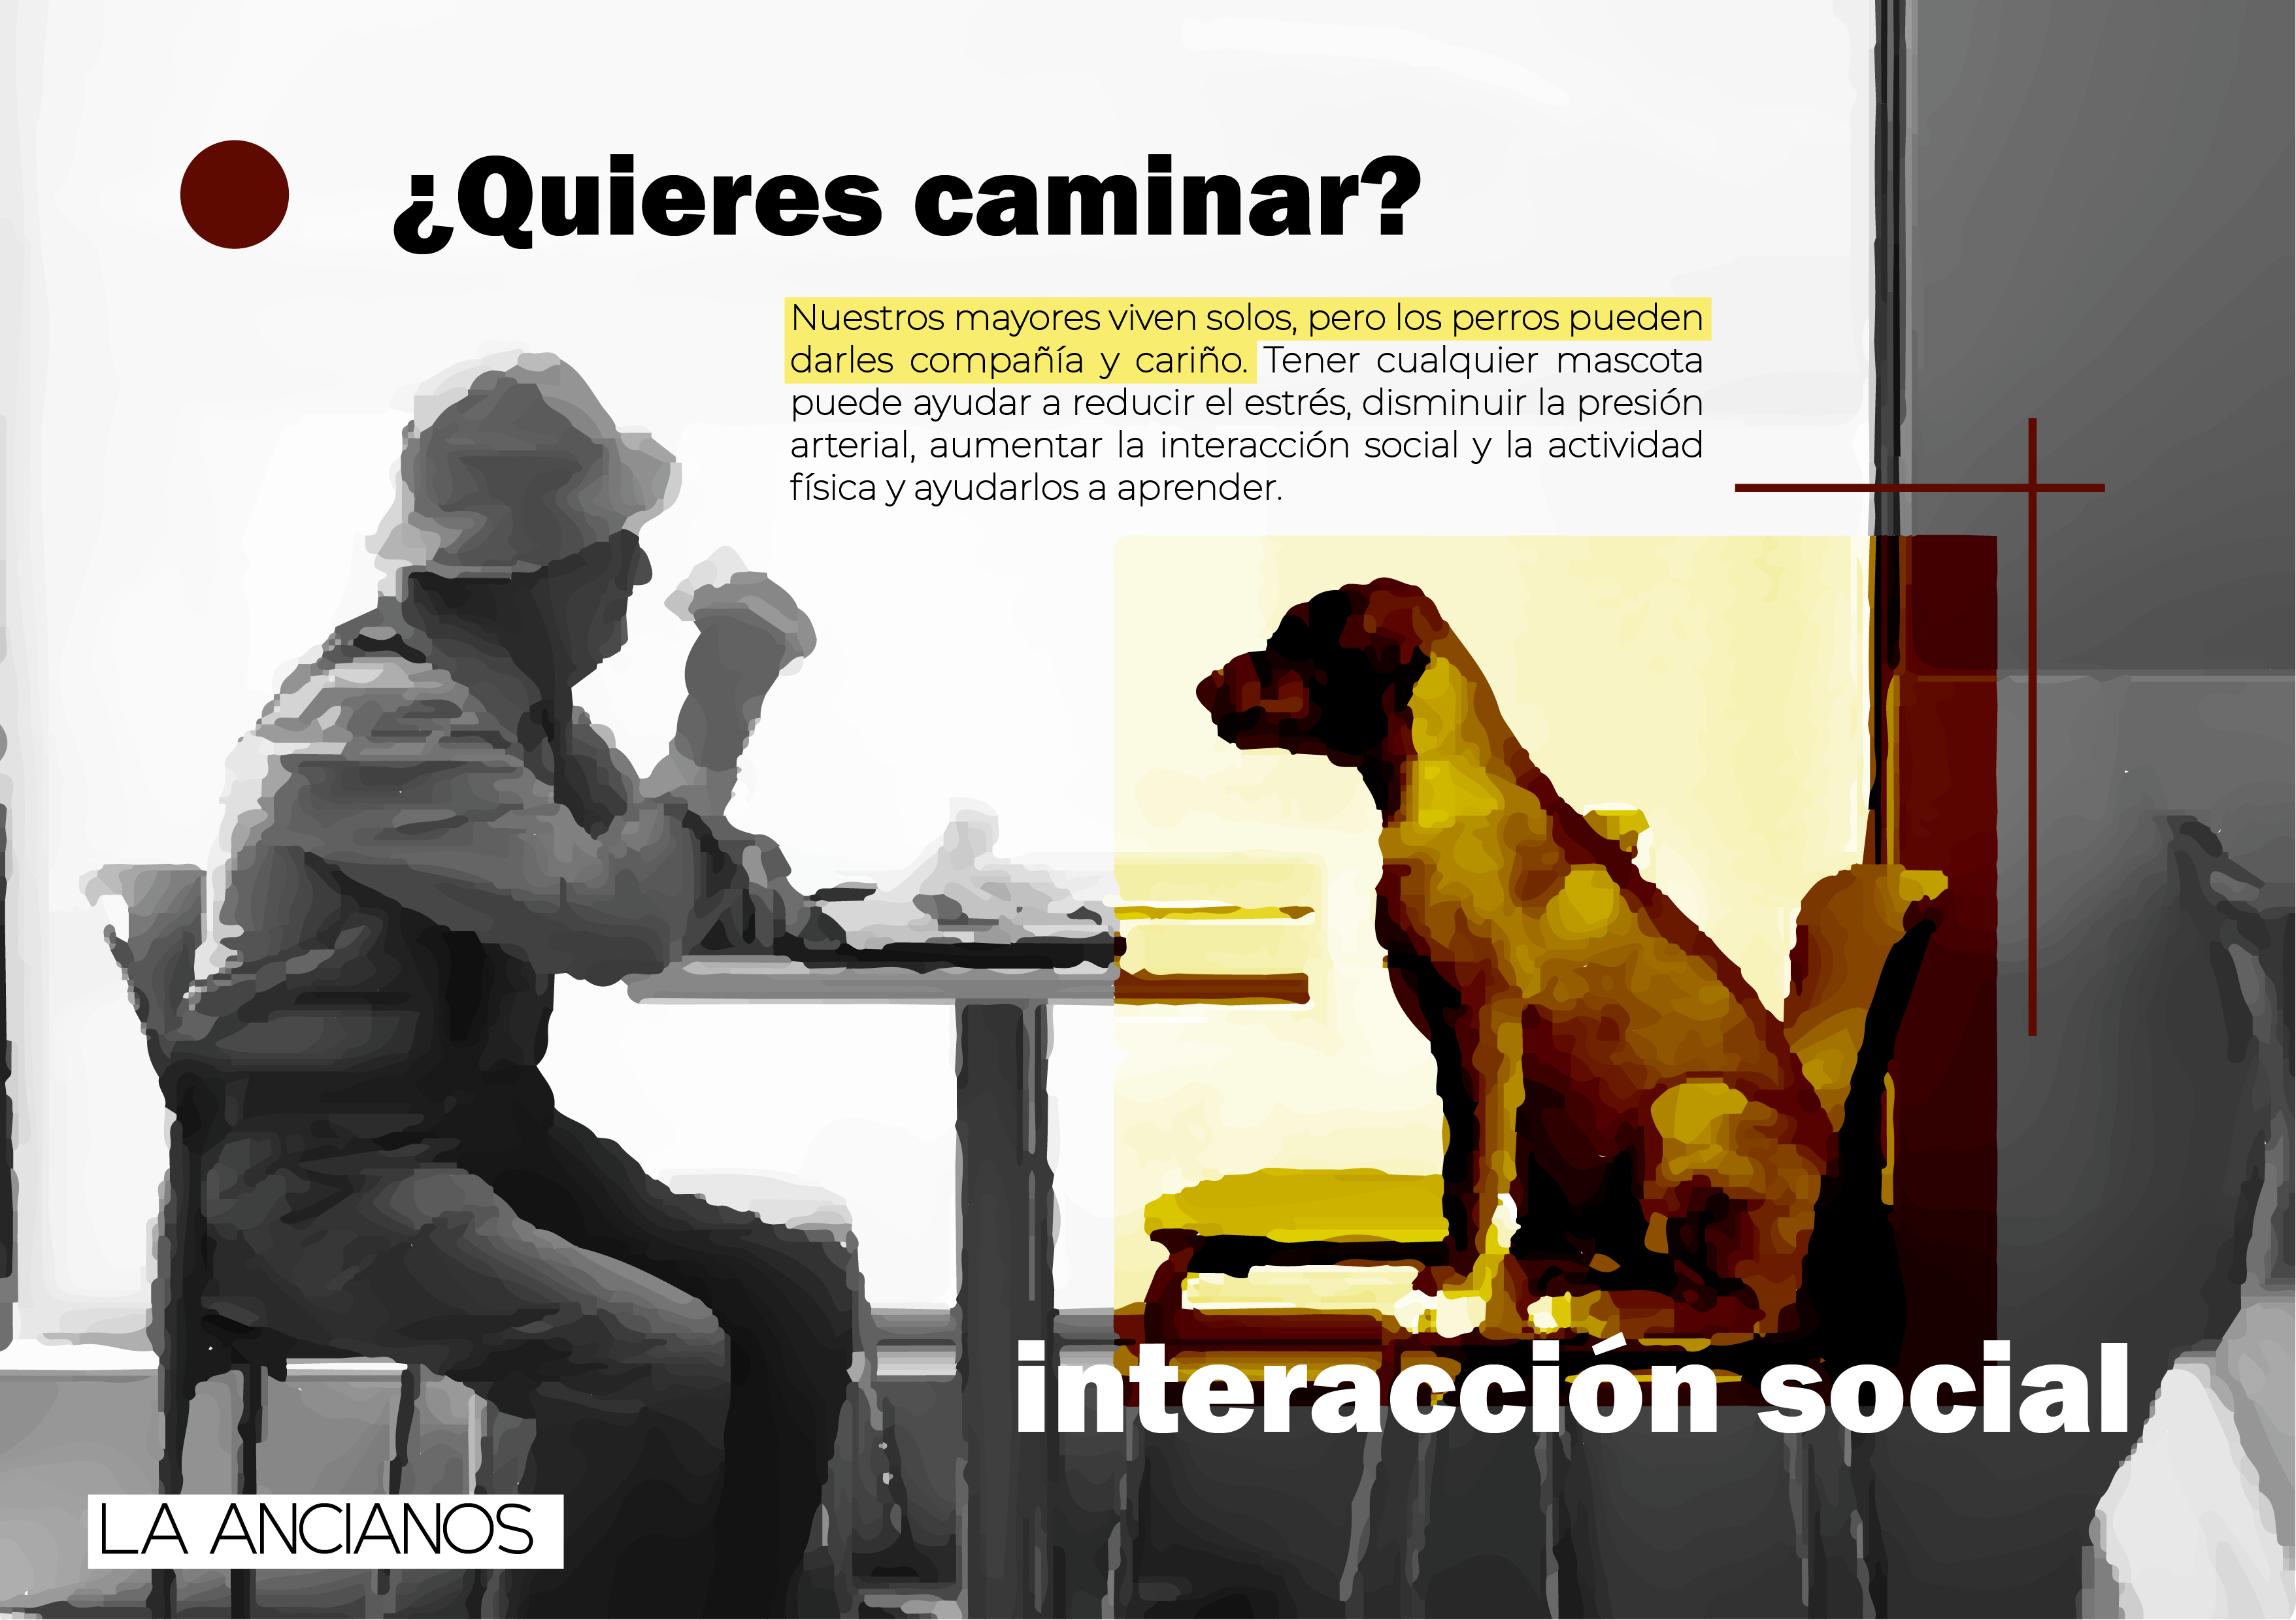 ¿Quieres caminar?
Nuestros mayores viven solos, pero los perros pueden
darles compañía y cariño. Tener cualquier mascota
puede ayudar a reducir el estrés, disminuir la presión
arterial, aumentar la interacción social y la actividad
física y ayudarlos a aprender.
interacción social
LA ANCIANOS